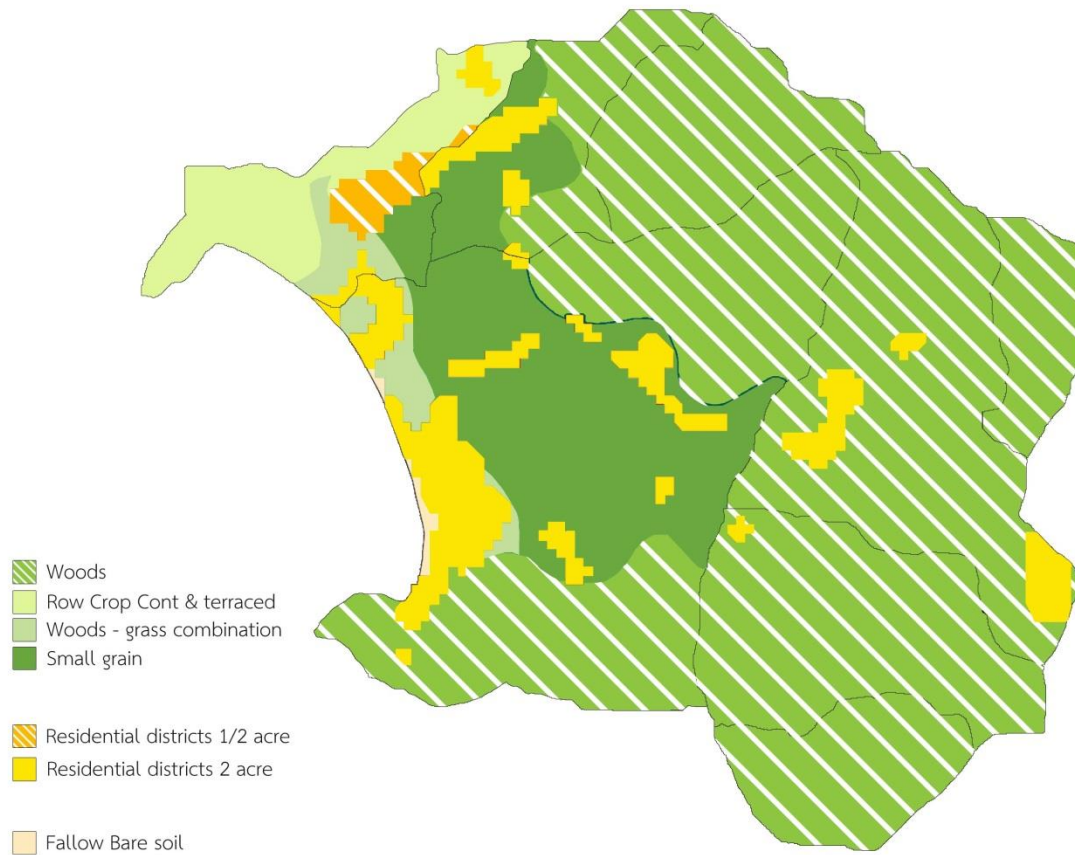 Woods
Row Crop Cont & terraced
Woods - grass combination
Small grain
Residential districts 1/2 acre
Residential districts 2 acre
Fallow Bare soil